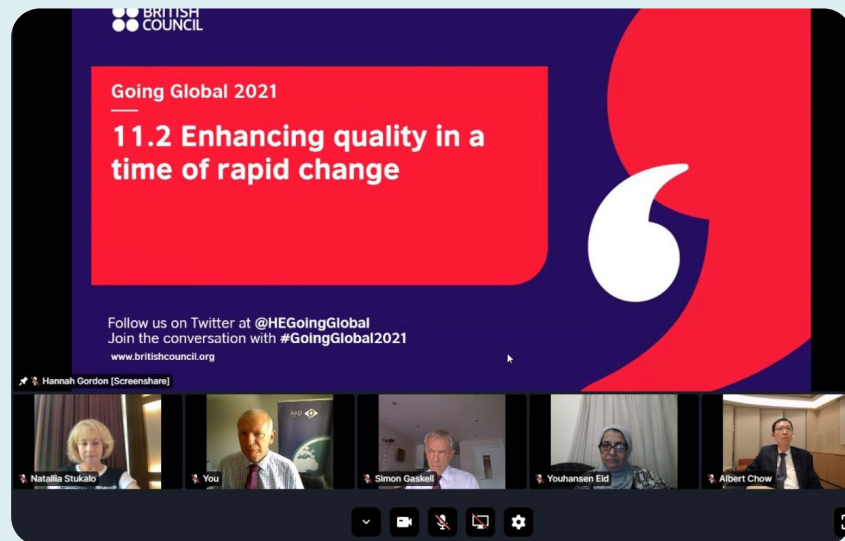 BRITISH
COUNCIL
Going Global 2021
11.2 Enhancing quality in a
time of rapid change
Follow us on Twitter at @HEGoingGlobal
Join the conversation with #GoingGlobal2021
www.britishcouncil.org
Hannah Gordon [Screenshare]
Nataliia Stukalo
You
Simon Gaskell
Youhansen Eid
Albert Chow